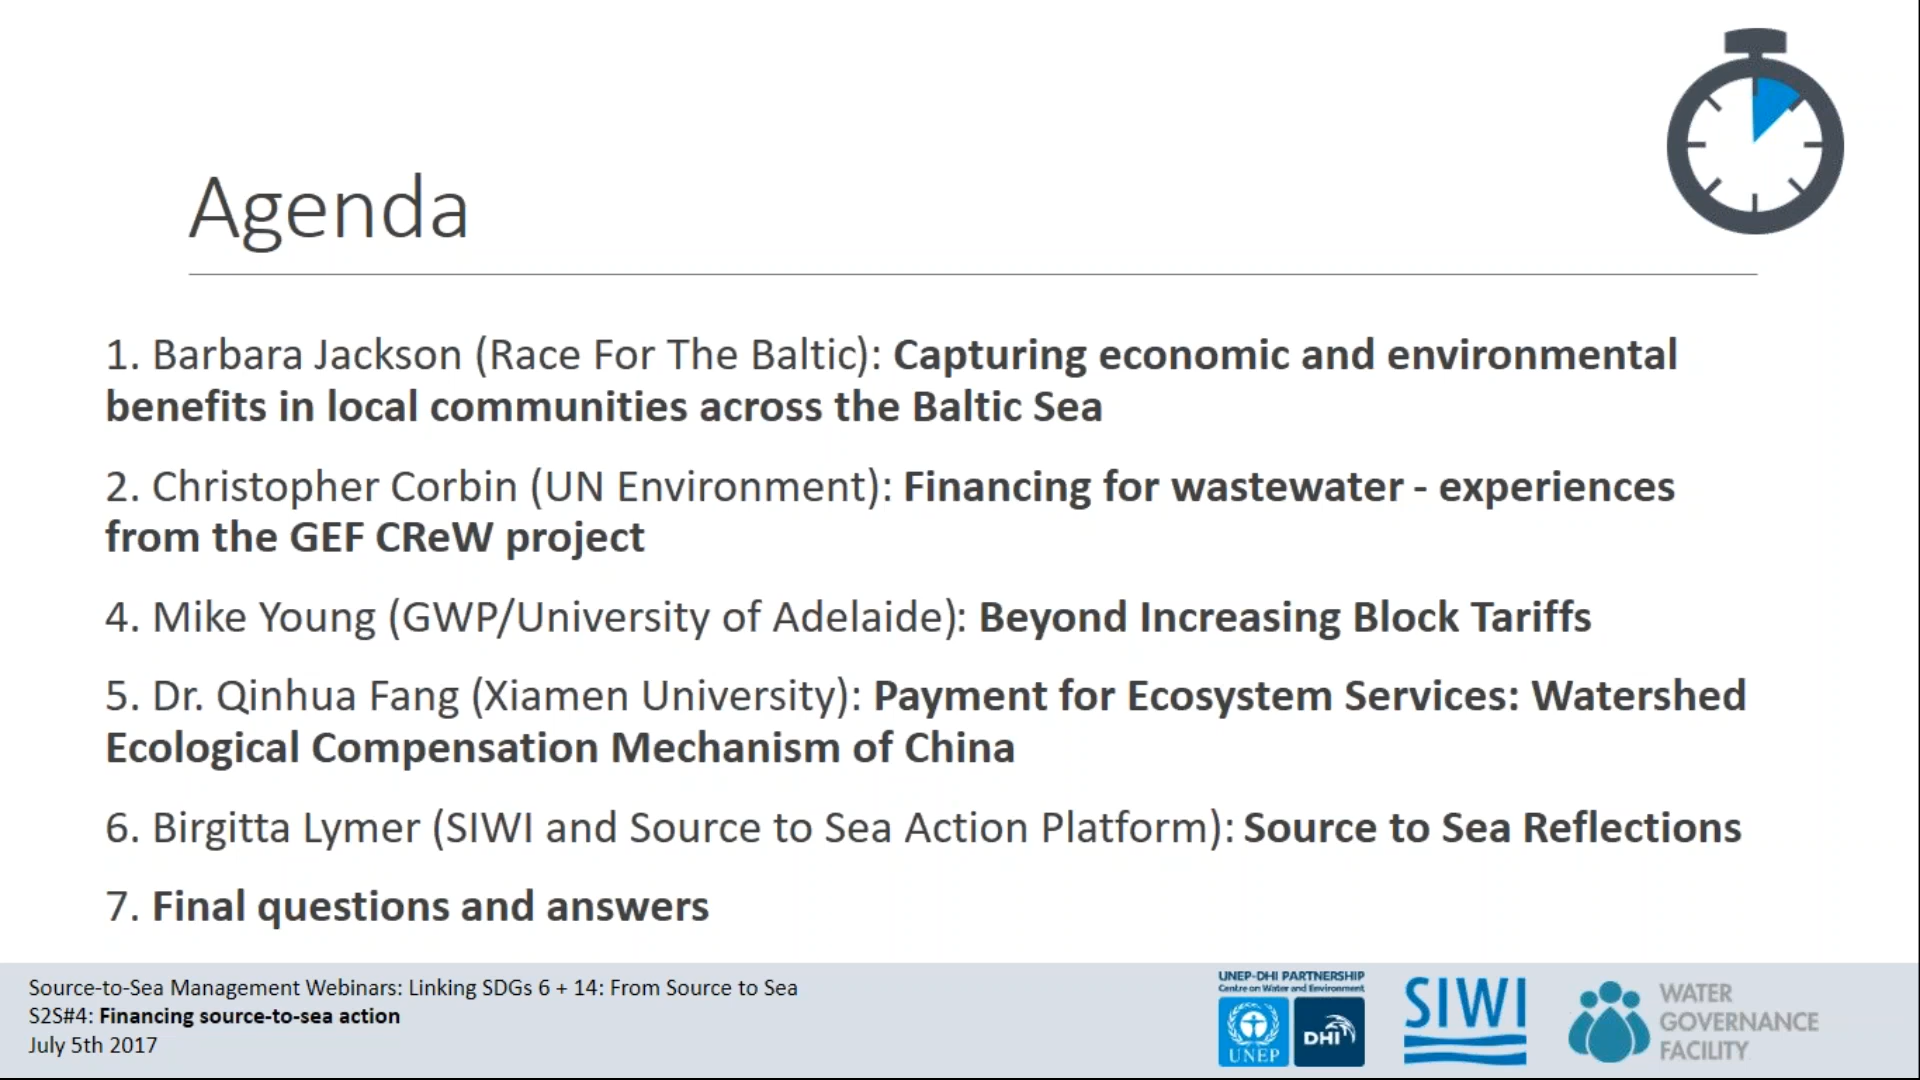 Agenda
1. Barbara Jackson (Race For The Baltic): Capturing economic and environmental
benefits in local communities across the Baltic Sea
2. Christopher Corbin (UN Environment): Financing for wastewater - experiences
from the GEF CReW project
4. Mike Young (GWP/University of Adelaide): Beyond Increasing Block Tariffs
5. Dr. Qinhua Fang (Xiamen University): Payment for Ecosystem Services: Watershed
Ecological Compensation Mechanism of China
6. Birgitta Lymer (SIWI and Source to Sea Action Platform): Source to Sea Reflections
7. Final questions and answers
Source-to-Sea Management Webinars: Linking SDGs 6 + 14: From Source to Sea
S2S#4: Financing source-to-sea action
July 5th 2017
UNEP-DHI PARTNERSHIP
Centre on Water and Environment
UNEP
DHI
SIWI
WATER
GOVERNANCE
FACILITY